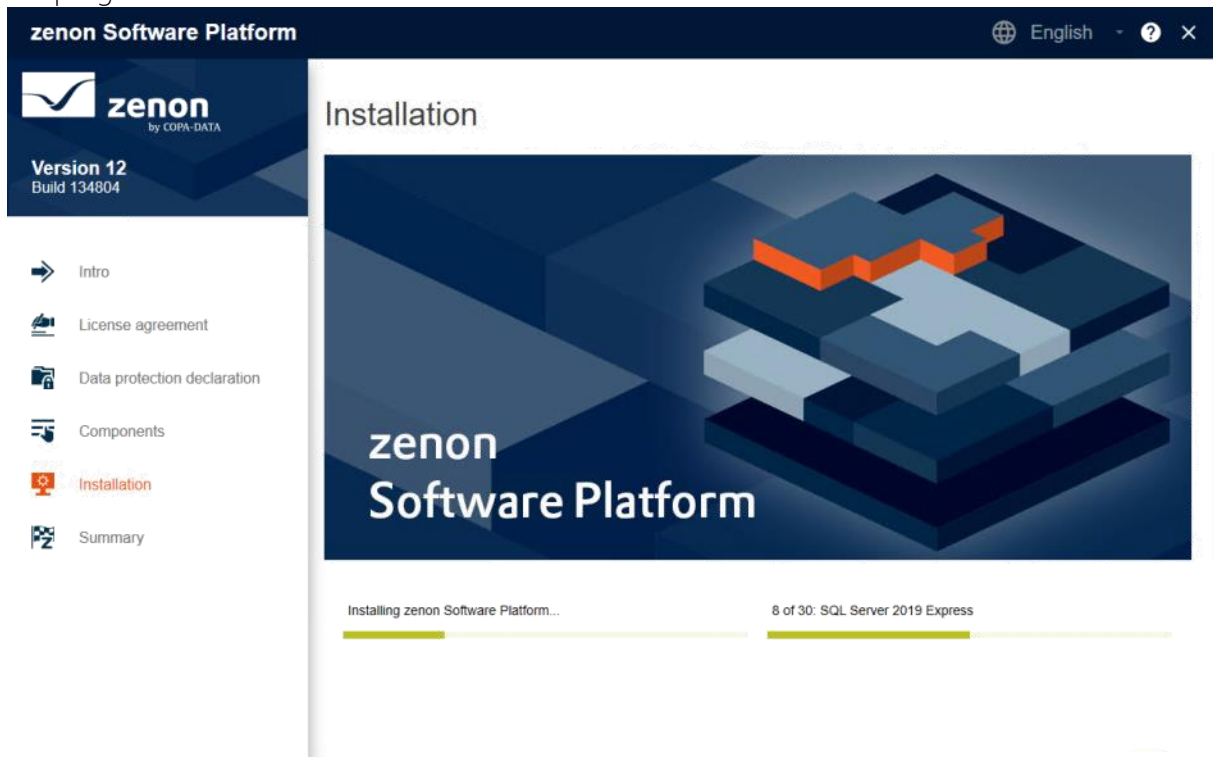 zenon Software Platform
English
zenon
by COPA-DATA
Version 12
Build 134804
Intro
License agreement
Data protection declaration
Components
Installation
Summary
Installation
zenon
Software Platform
Installing zenon Software Platform...
8 of 30: SQL Server 2019 Express